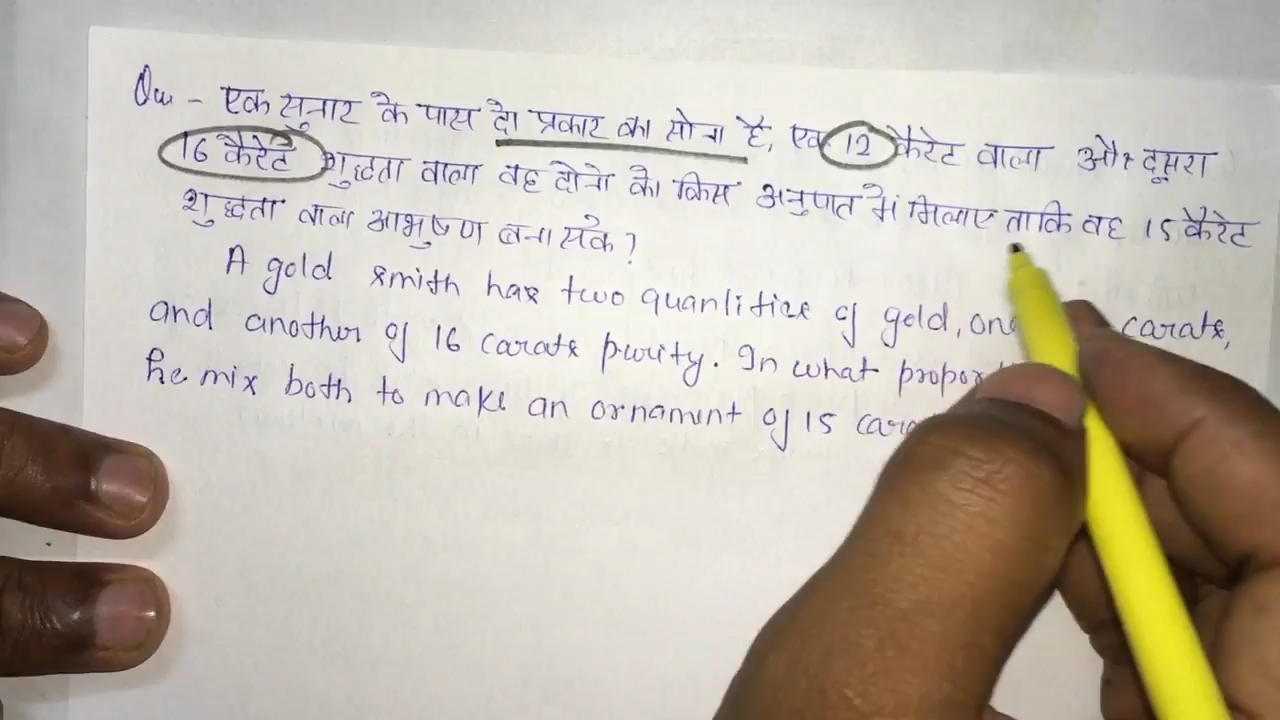 Que - एक सुनार के पास दो प्रकार का सोना है, एक 12 कैरेट वाला और दूसरा
16 कैरेट शुद्धता वाला वह दोनो को किस अनुपात में मिलाए ताकि वह 15 कैरेट
शुद्धता वाला आभुषण बना सके?
A gold smith has two quantities of gold, one carats,
and another of 16 carats purity. In what
he mix both to make an ornament of 15